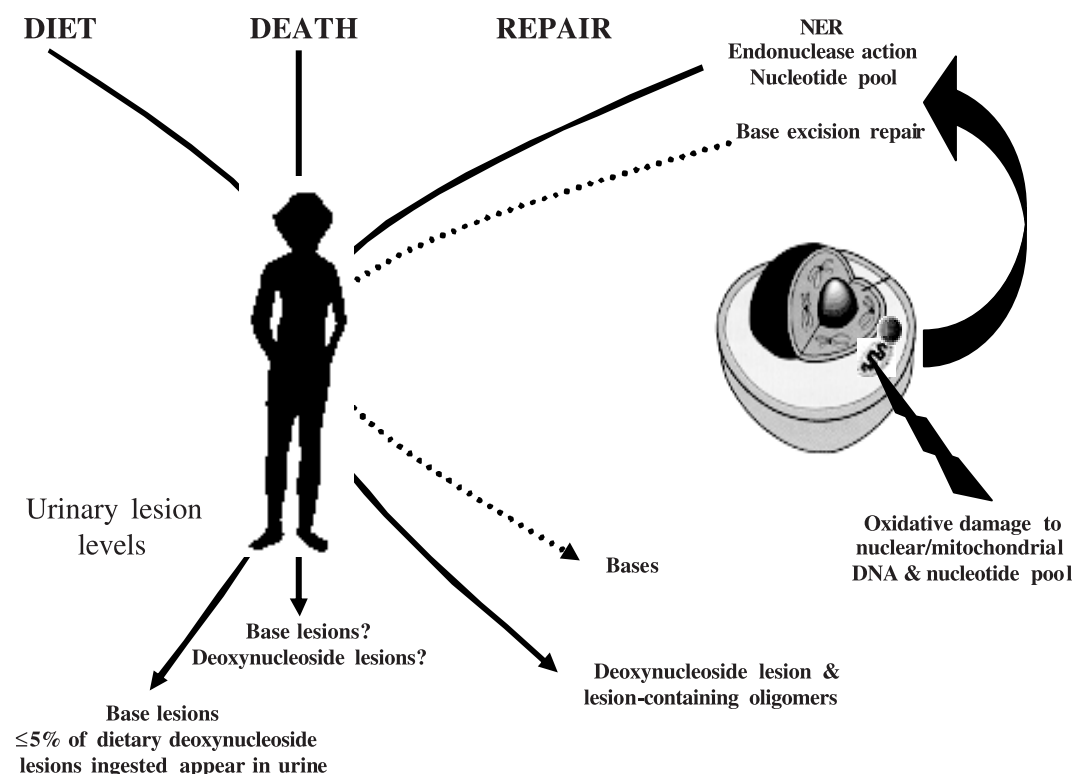 DIET
DEATH
REPAIR
NER
Endonuclease action
Nucleotide pool
Base excision repair
Urinary lesion
levels
Oxidative damage to
nuclear/mitochondrial
DNA & nucleotide pool
Bases
Base lesions?
Deoxynucleoside lesions?
Deoxynucleoside lesion &
lesion-containing oligomers
Base lesions
≤5% of dietary deoxynucleoside
lesions ingested appear in urine